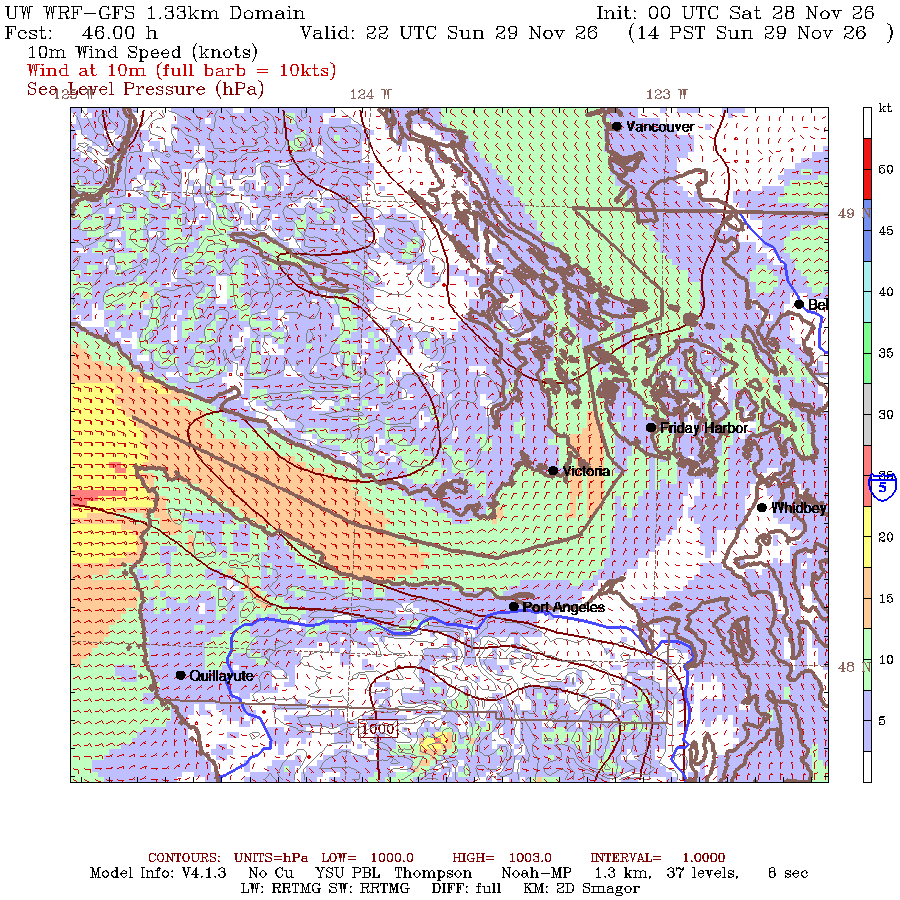 UW WRF-GFS 1.33km Domain Init: 00 UTC Sat 28 Nov 26
Fcst: 46.00 h Valid: 22 UTC Sun 29 Nov 26 (14 PST Sun 29 Nov 26 )
10m Wind Speed (knots)
Wind at 10m (full barb = 10kts)
Sea Level Pressure (hPa)
124 W 123 W
kt
Vancouver
60
49 N
45
40
Bel
35
30
Friday Harbor
Victoria
5
Whidbey
20
15
Port Angeles
10
48 N
Quillayute
5
1000
CONTOURS: UNITS=hPa LOW= 1000.0 HIGH= 1003.0 INTERVAL= 1.0000
Model Info: V4.1.3 No Cu YSU PBL Thompson Noah-MP 1.3 km, 37 levels, 8 sec
LW: RRTMG SW: RRTMG DIFF: full KM: 2D Smagor